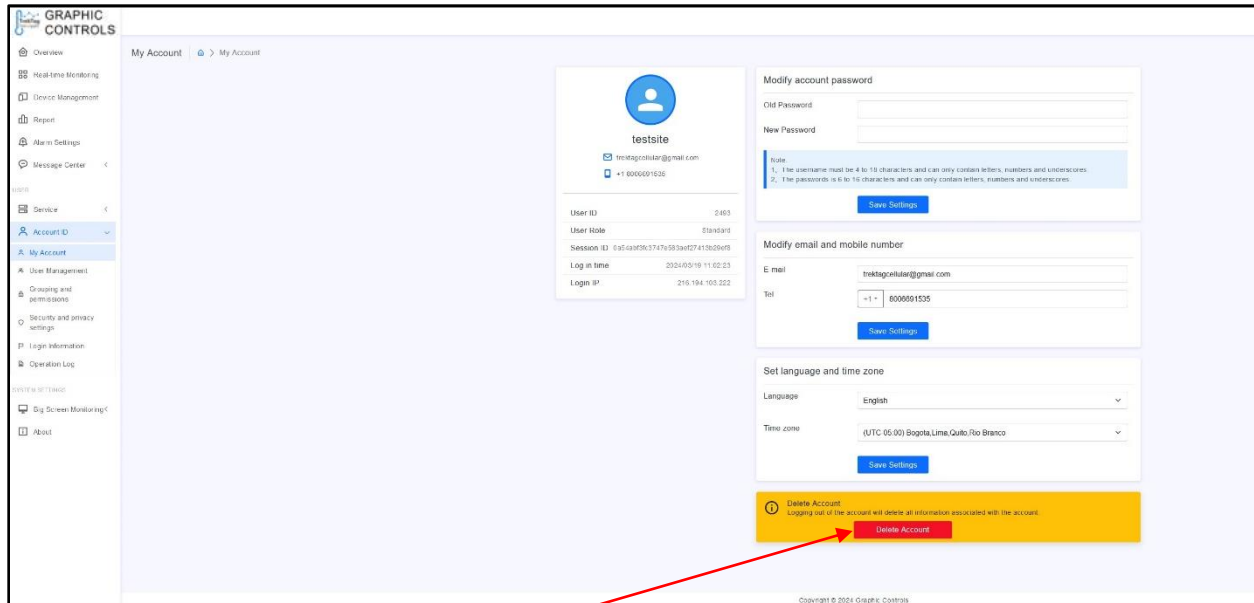 GRAPHIC
CONTROLS
Overview
Real-time Monitoring
Device Management
Report
Alarm Settings
Message Center
USER
Service
Account ID
My Account
User Management
Grouping and
permissions
Security and privacy
settings
Login Information
Operation Log
SYSTEM SETTINGS
Big Screen Monitoring
About
My Account > My Account
testsite
trektagcellular@gmail.com
+1 8006691535
User ID 2493
User Role Standard
Session ID
Log in time 2024/03/19 11:02:23
Login IP 216.194.103.222
Modify account password
Old Password
New Password
Note
1, The username must be 4 to 18 characters and can only contain letters, numbers and underscores.
2, The passwords is 6 to 16 characters and can only contain letters, numbers and underscores.
Save Settings
Modify email and mobile number
E mail trektagcellular@gmail.com
Tel +1 8006691535
Save Settings
Set language and time zone
Language English
Time zone (UTC-05:00) Bogota,Lima,Quito,Rio Branco
Save Settings
Delete Account
Logging out of the account will delete all information associated with the account.
Delete Account
Copyright © 2024 Graphic Controls